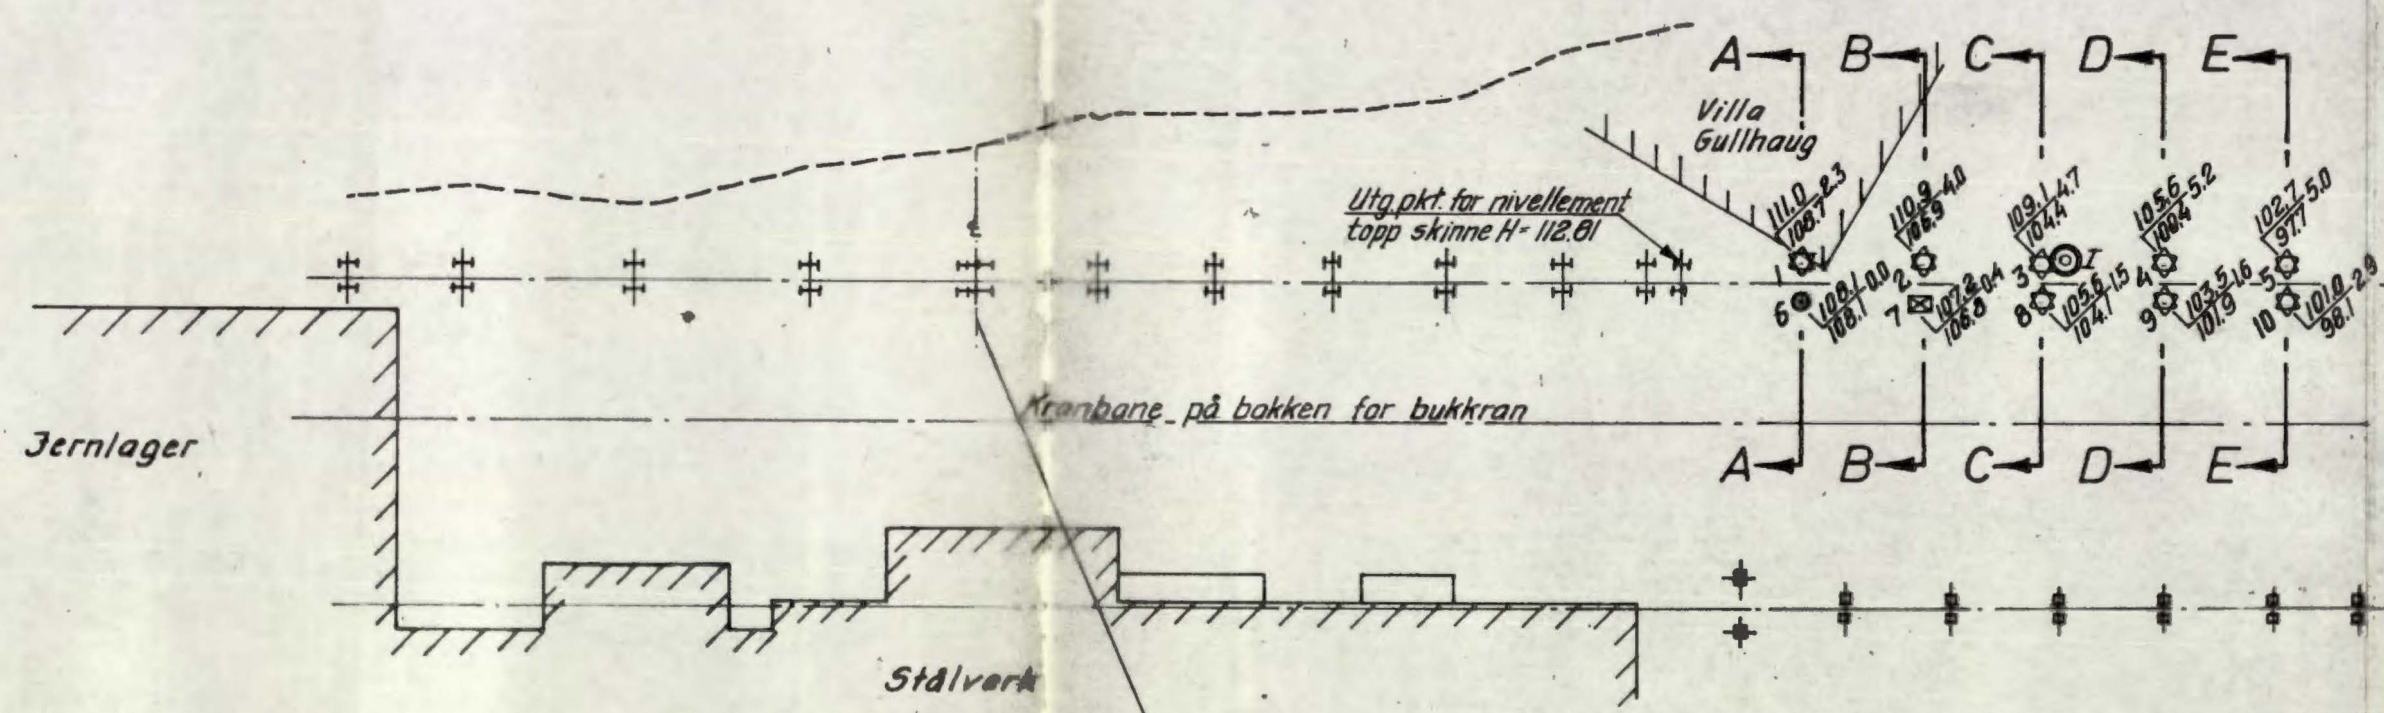 A B C D E
Villa
Gullhaug
Utg.pkt. for nivellement
topp skinne H= 112.81
111.0
108.7 2.3
110.9
106.9 4.0
109.1
104.4 4.7
105.6
100.4 5.2
102.7
97.7 5.0
1 2 3 I 4 5
6 108.1
108.1 0.0
7 107.2
106.8 0.4
8 105.6
104.1 1.5
9 103.5
101.9 1.6
10 101.0
98.1 2.9
Kranbane på bakken for bukkran
Jernlager
A B C D E
Stålverk